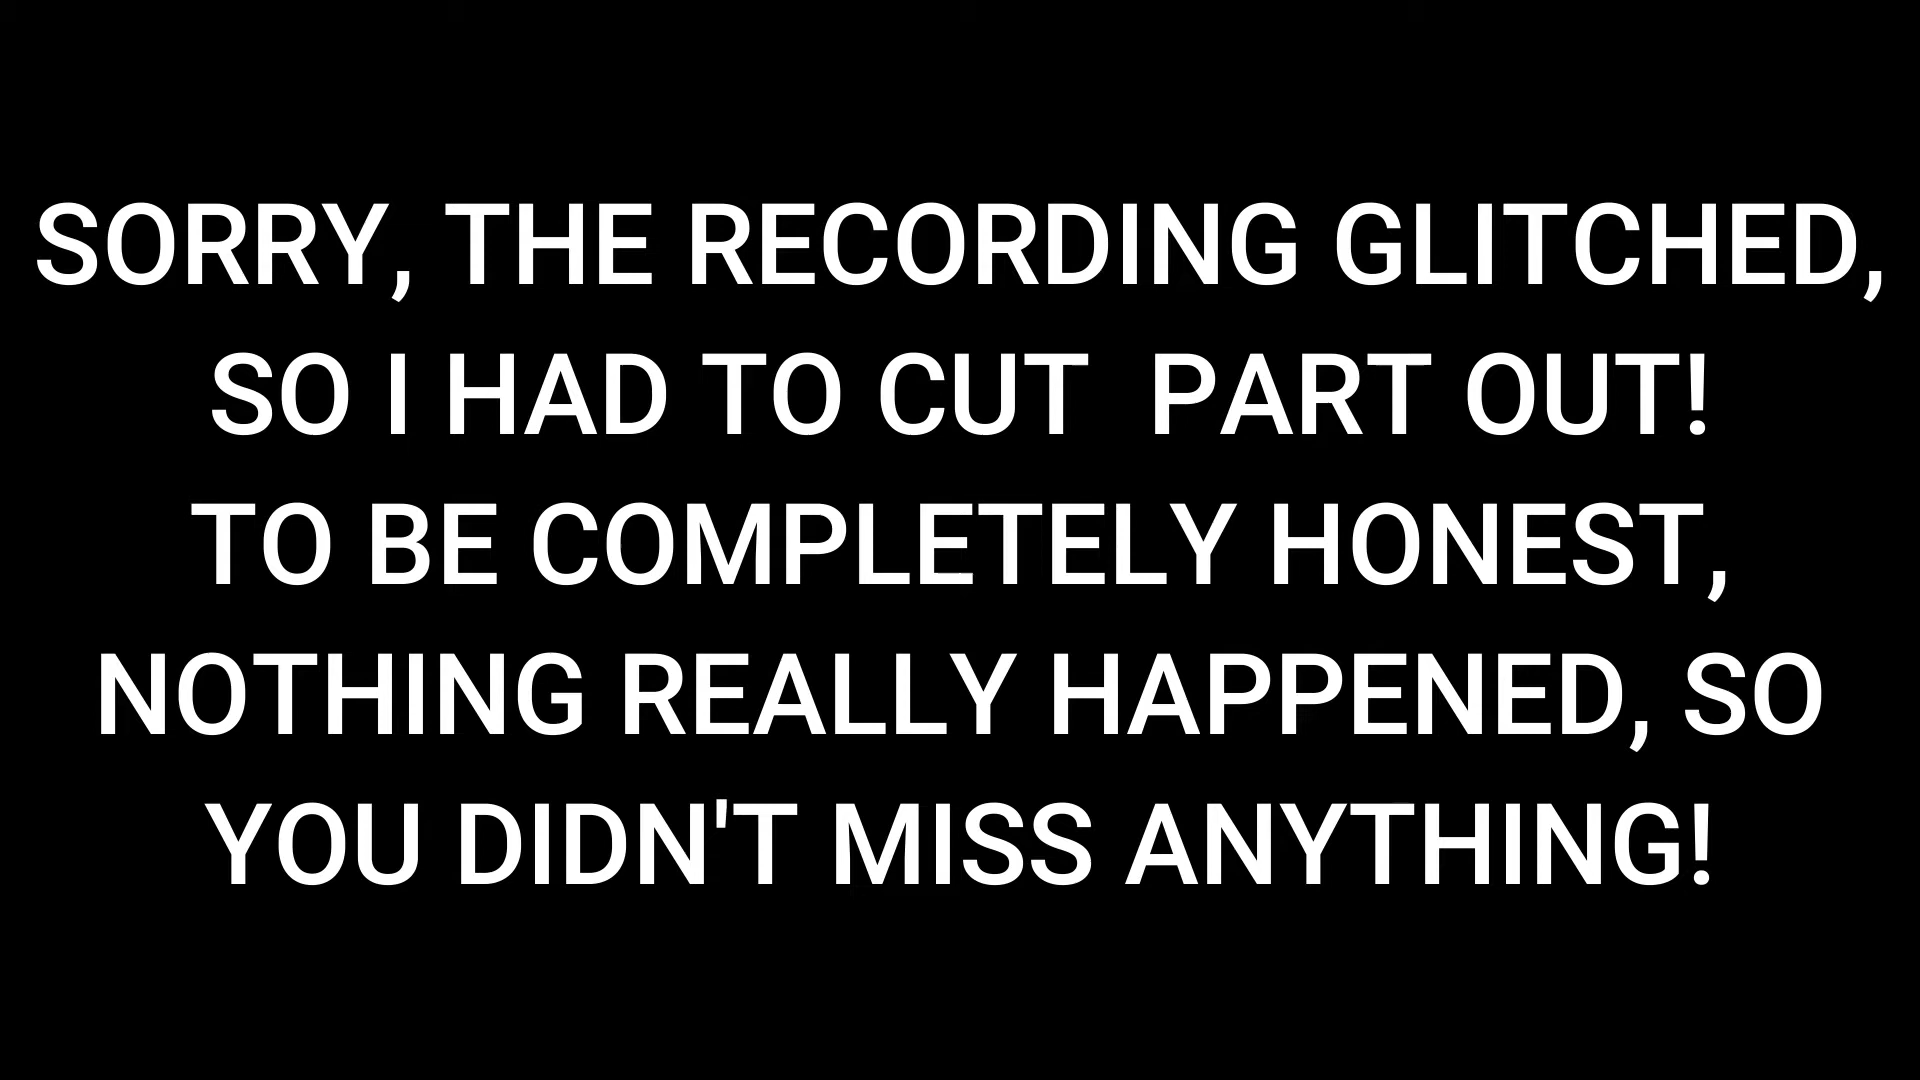 SORRY, THE RECORDING GLITCHED,
SO I HAD TO CUT  PART OUT!
TO BE COMPLETELY HONEST,
NOTHING REALLY HAPPENED, SO
YOU DIDN'T MISS ANYTHING!